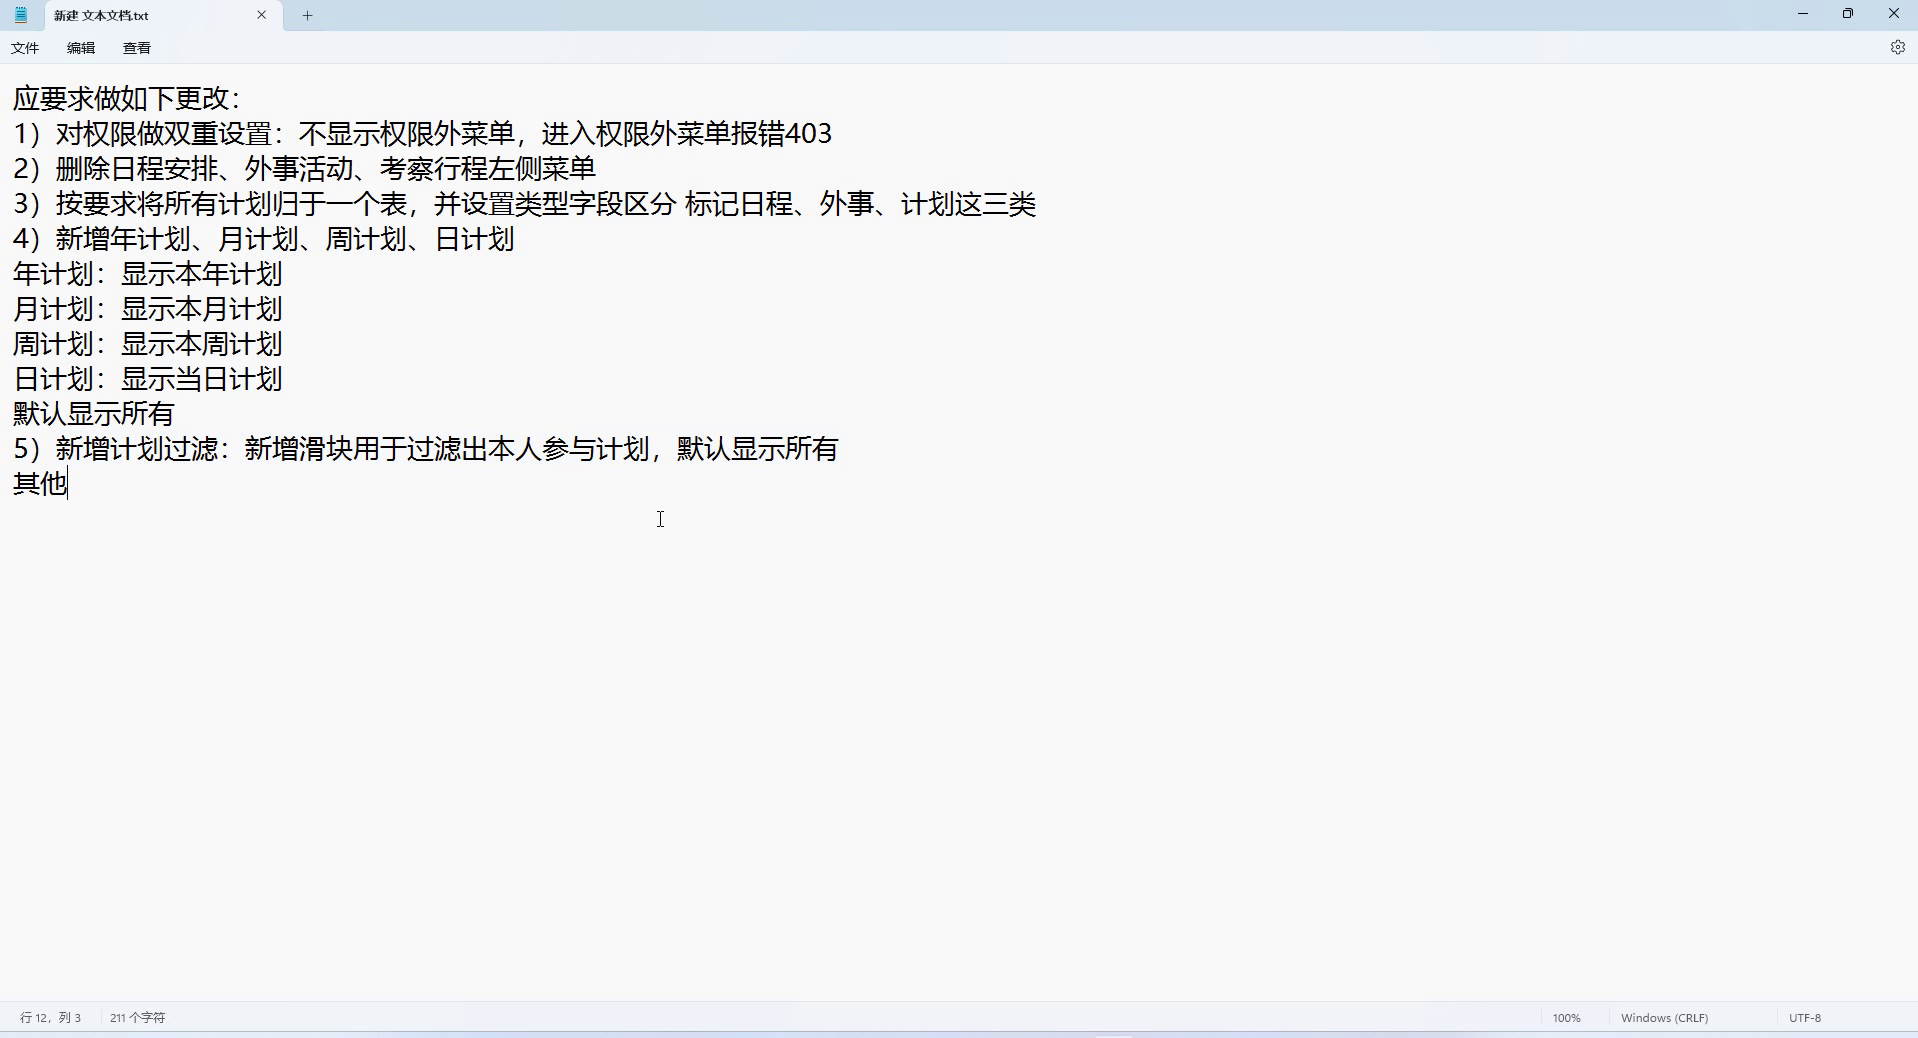 新建 文本文档.txt
文件 编辑 查看
应要求做如下更改：
1）对权限做双重设置：不显示权限外菜单，进入权限外菜单报错403
2）删除日程安排、外事活动、考察行程左侧菜单
3）按要求将所有计划归于一个表，并设置类型字段区分 标记日程、外事、计划这三类
4）新增年计划、月计划、周计划、日计划
年计划：显示本年计划
月计划：显示本月计划
周计划：显示本周计划
日计划：显示当日计划
默认显示所有
5）新增计划过滤：新增滑块用于过滤出本人参与计划，默认显示所有
其他
行 12，列 3 211 个字符 100% Windows (CRLF) UTF-8